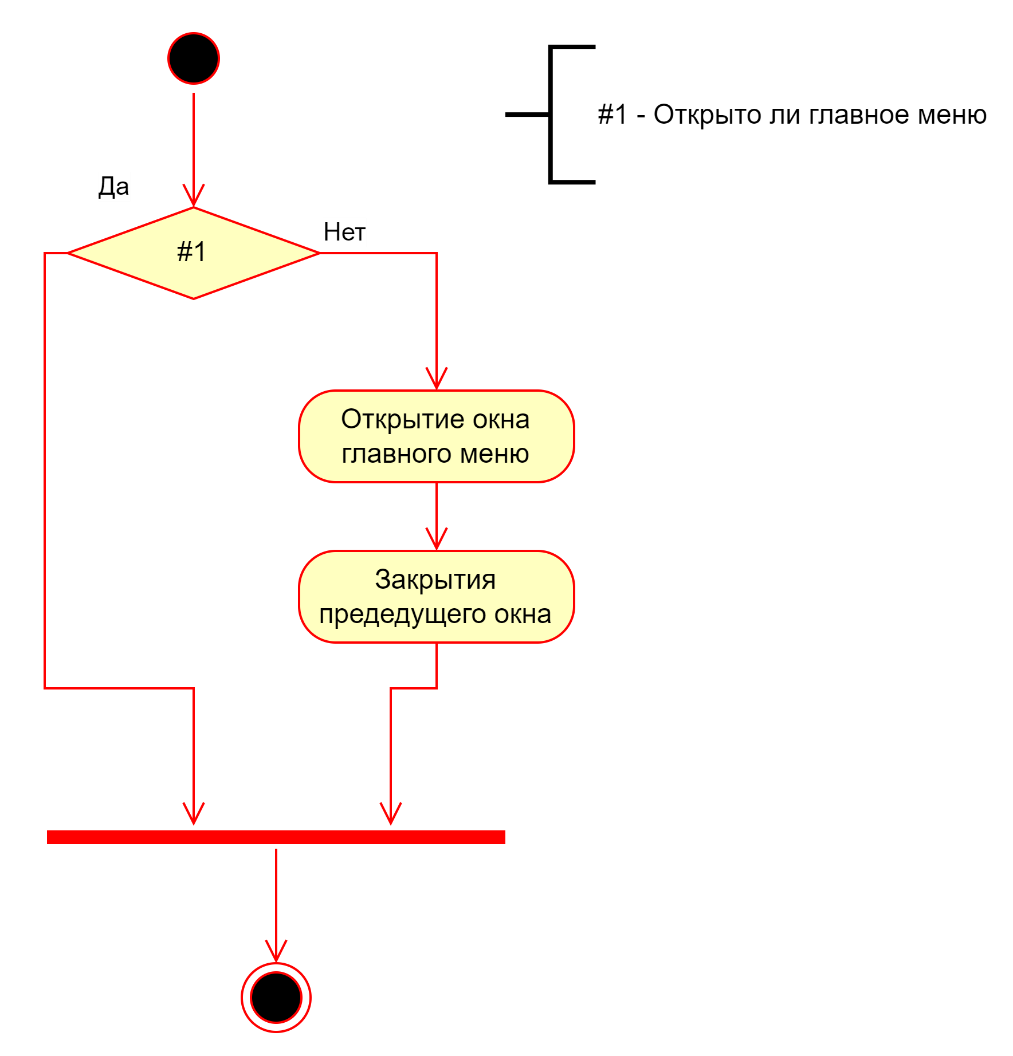 #1 - Открыто ли главное меню
Да
Нет
#1
Открытие окна
главного меню
Закрытия
предедущего окна